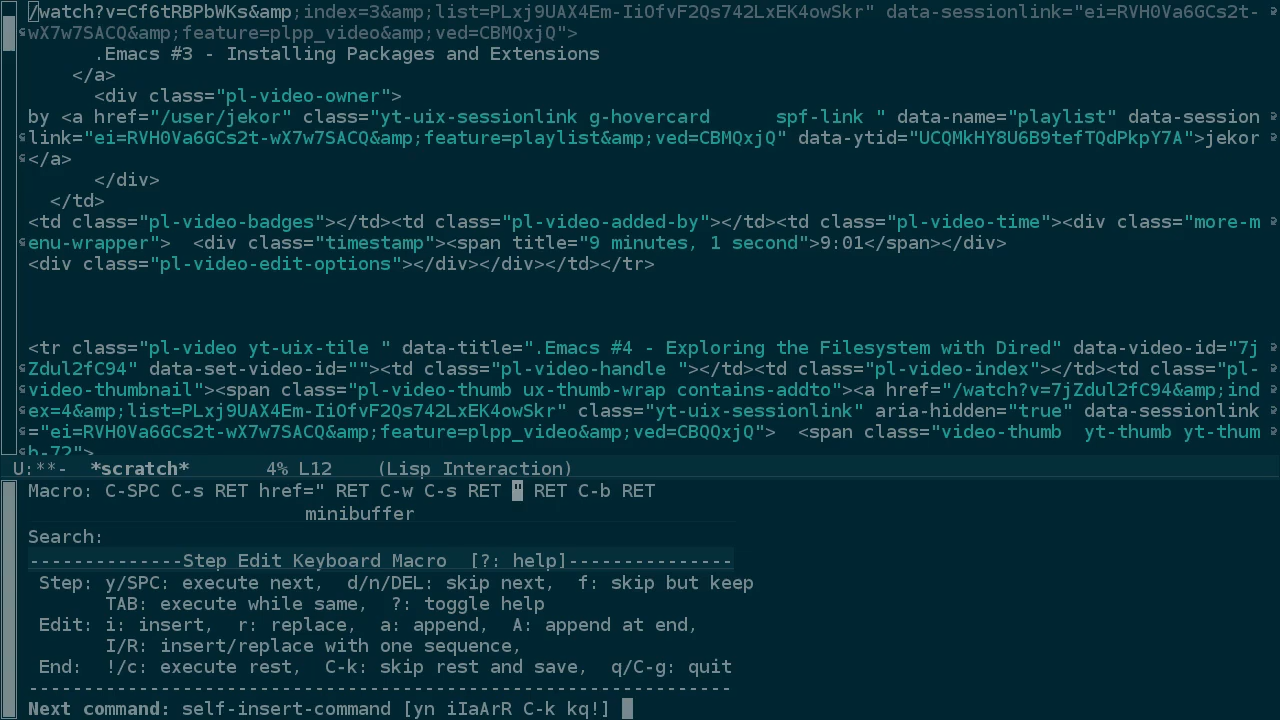 /watch?v=Cf6tRBPbWKs&amp;index=3&amp;list=PLxj9UAX4Em-IiOfvF2Qs742LxEK4owSkr" data-sessionlink="ei=RVH0Va6GCs2t-
wX7w7SACQ&amp;feature=plpp_video&amp;ved=CBMQxjQ">
.Emacs #3 - Installing Packages and Extensions
</a>
<div class="pl-video-owner">
by <a href="/user/jekor" class="yt-uix-sessionlink g-hovercard      spf-link " data-name="playlist" data-session
link="ei=RVH0Va6GCs2t-wX7w7SACQ&amp;feature=playlist&amp;ved=CBMQxjQ" data-ytid="UCQMkHY8U6B9tefTQdPkpY7A">jekor
</a>
</div>
</td>
<td class="pl-video-badges"></td><td class="pl-video-added-by"></td><td class="pl-video-time"><div class="more-m
enu-wrapper">  <div class="timestamp"><span title="9 minutes, 1 second">9:01</span></div>
<div class="pl-video-edit-options"></div></div></td></tr>
<tr class="pl-video yt-uix-tile " data-title=".Emacs #4 - Exploring the Filesystem with Dired" data-video-id="7j
Zdul2fC94" data-set-video-id=""><td class="pl-video-handle "></td><td class="pl-video-index"></td><td class="pl-
video-thumbnail"><span class="pl-video-thumb ux-thumb-wrap contains-addto"><a href="/watch?v=7jZdul2fC94&amp;ind
ex=4&amp;list=PLxj9UAX4Em-IiOfvF2Qs742LxEK4owSkr" class="yt-uix-sessionlink" aria-hidden="true" data-sessionlink
="ei=RVH0Va6GCs2t-wX7w7SACQ&amp;feature=plpp_video&amp;ved=CBQQxjQ">  <span class="video-thumb  yt-thumb yt-thum
b-72">
U:**-  *scratch*       4% L12    (Lisp Interaction)
Macro: C-SPC C-s RET href=" RET C-w C-s RET " RET C-b RET
minibuffer
Search:
--------------Step Edit Keyboard Macro  [?: help]---------------
Step: y/SPC: execute next,  d/n/DEL: skip next,  f: skip but keep
TAB: execute while same,  ?: toggle help
Edit: i: insert,  r: replace,  a: append,  A: append at end,
I/R: insert/replace with one sequence,
End:  !/c: execute rest,  C-k: skip rest and save,  q/C-g: quit
----------------------------------------------------------------
Next command: self-insert-command [yn iIaArR C-k kq!]